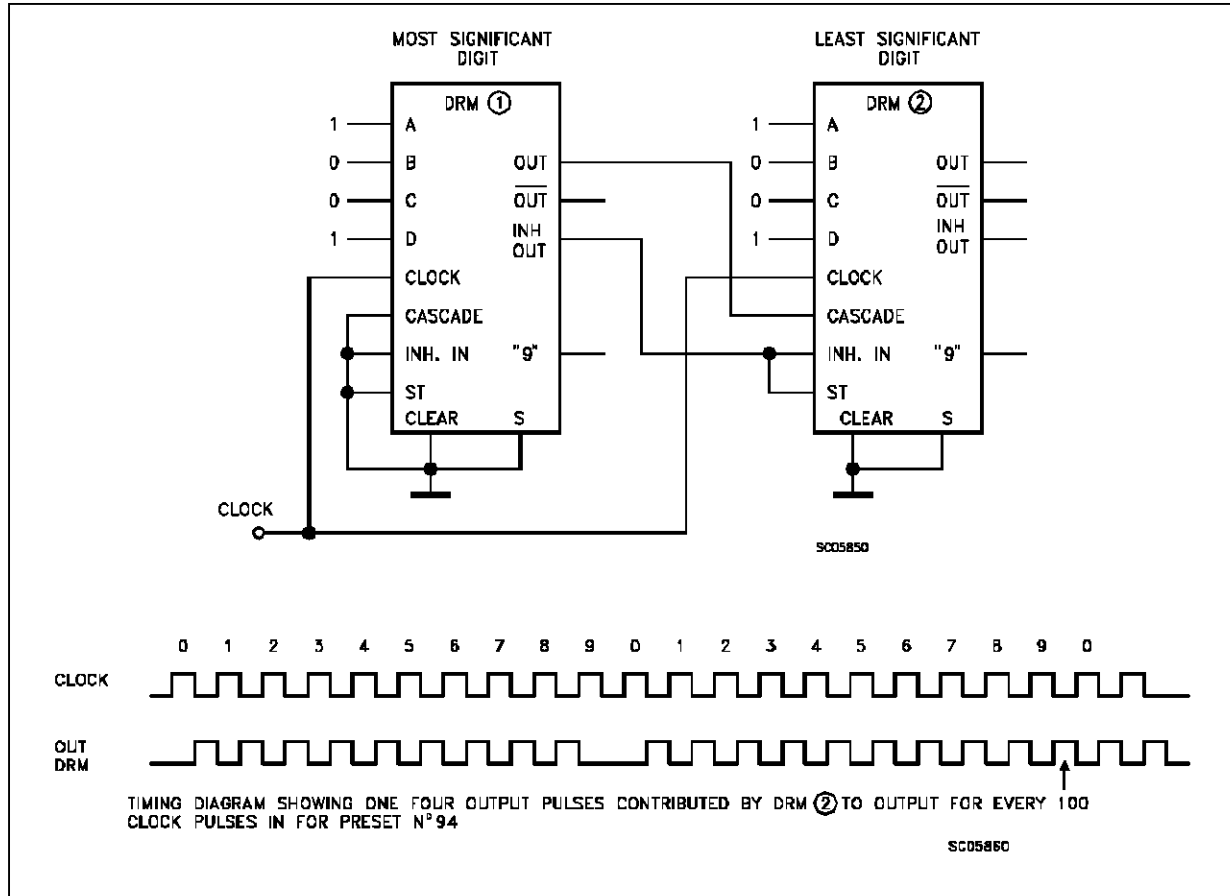 MOST SIGNIFICANT
DIGIT
LEAST SIGNIFICANT
DIGIT
DRM ①
1 A
0 B OUT
0 C OUT
1 D INH
OUT
CLOCK
CASCADE
INH. IN "9"
ST
CLEAR S
DRM ②
1 A
0 B OUT
0 C OUT
1 D INH
OUT
CLOCK
CASCADE
INH. IN "9"
ST
CLEAR S
CLOCK
SC05850
0 1 2 3 4 5 6 7 8 9 0 1 2 3 4 5 6 7 8 9 0
CLOCK
OUT
DRM
TIMING DIAGRAM SHOWING ONE FOUR OUTPUT PULSES CONTRIBUTED BY DRM ② TO OUTPUT FOR EVERY 100
CLOCK PULSES IN FOR PRESET N° 94
SC05860